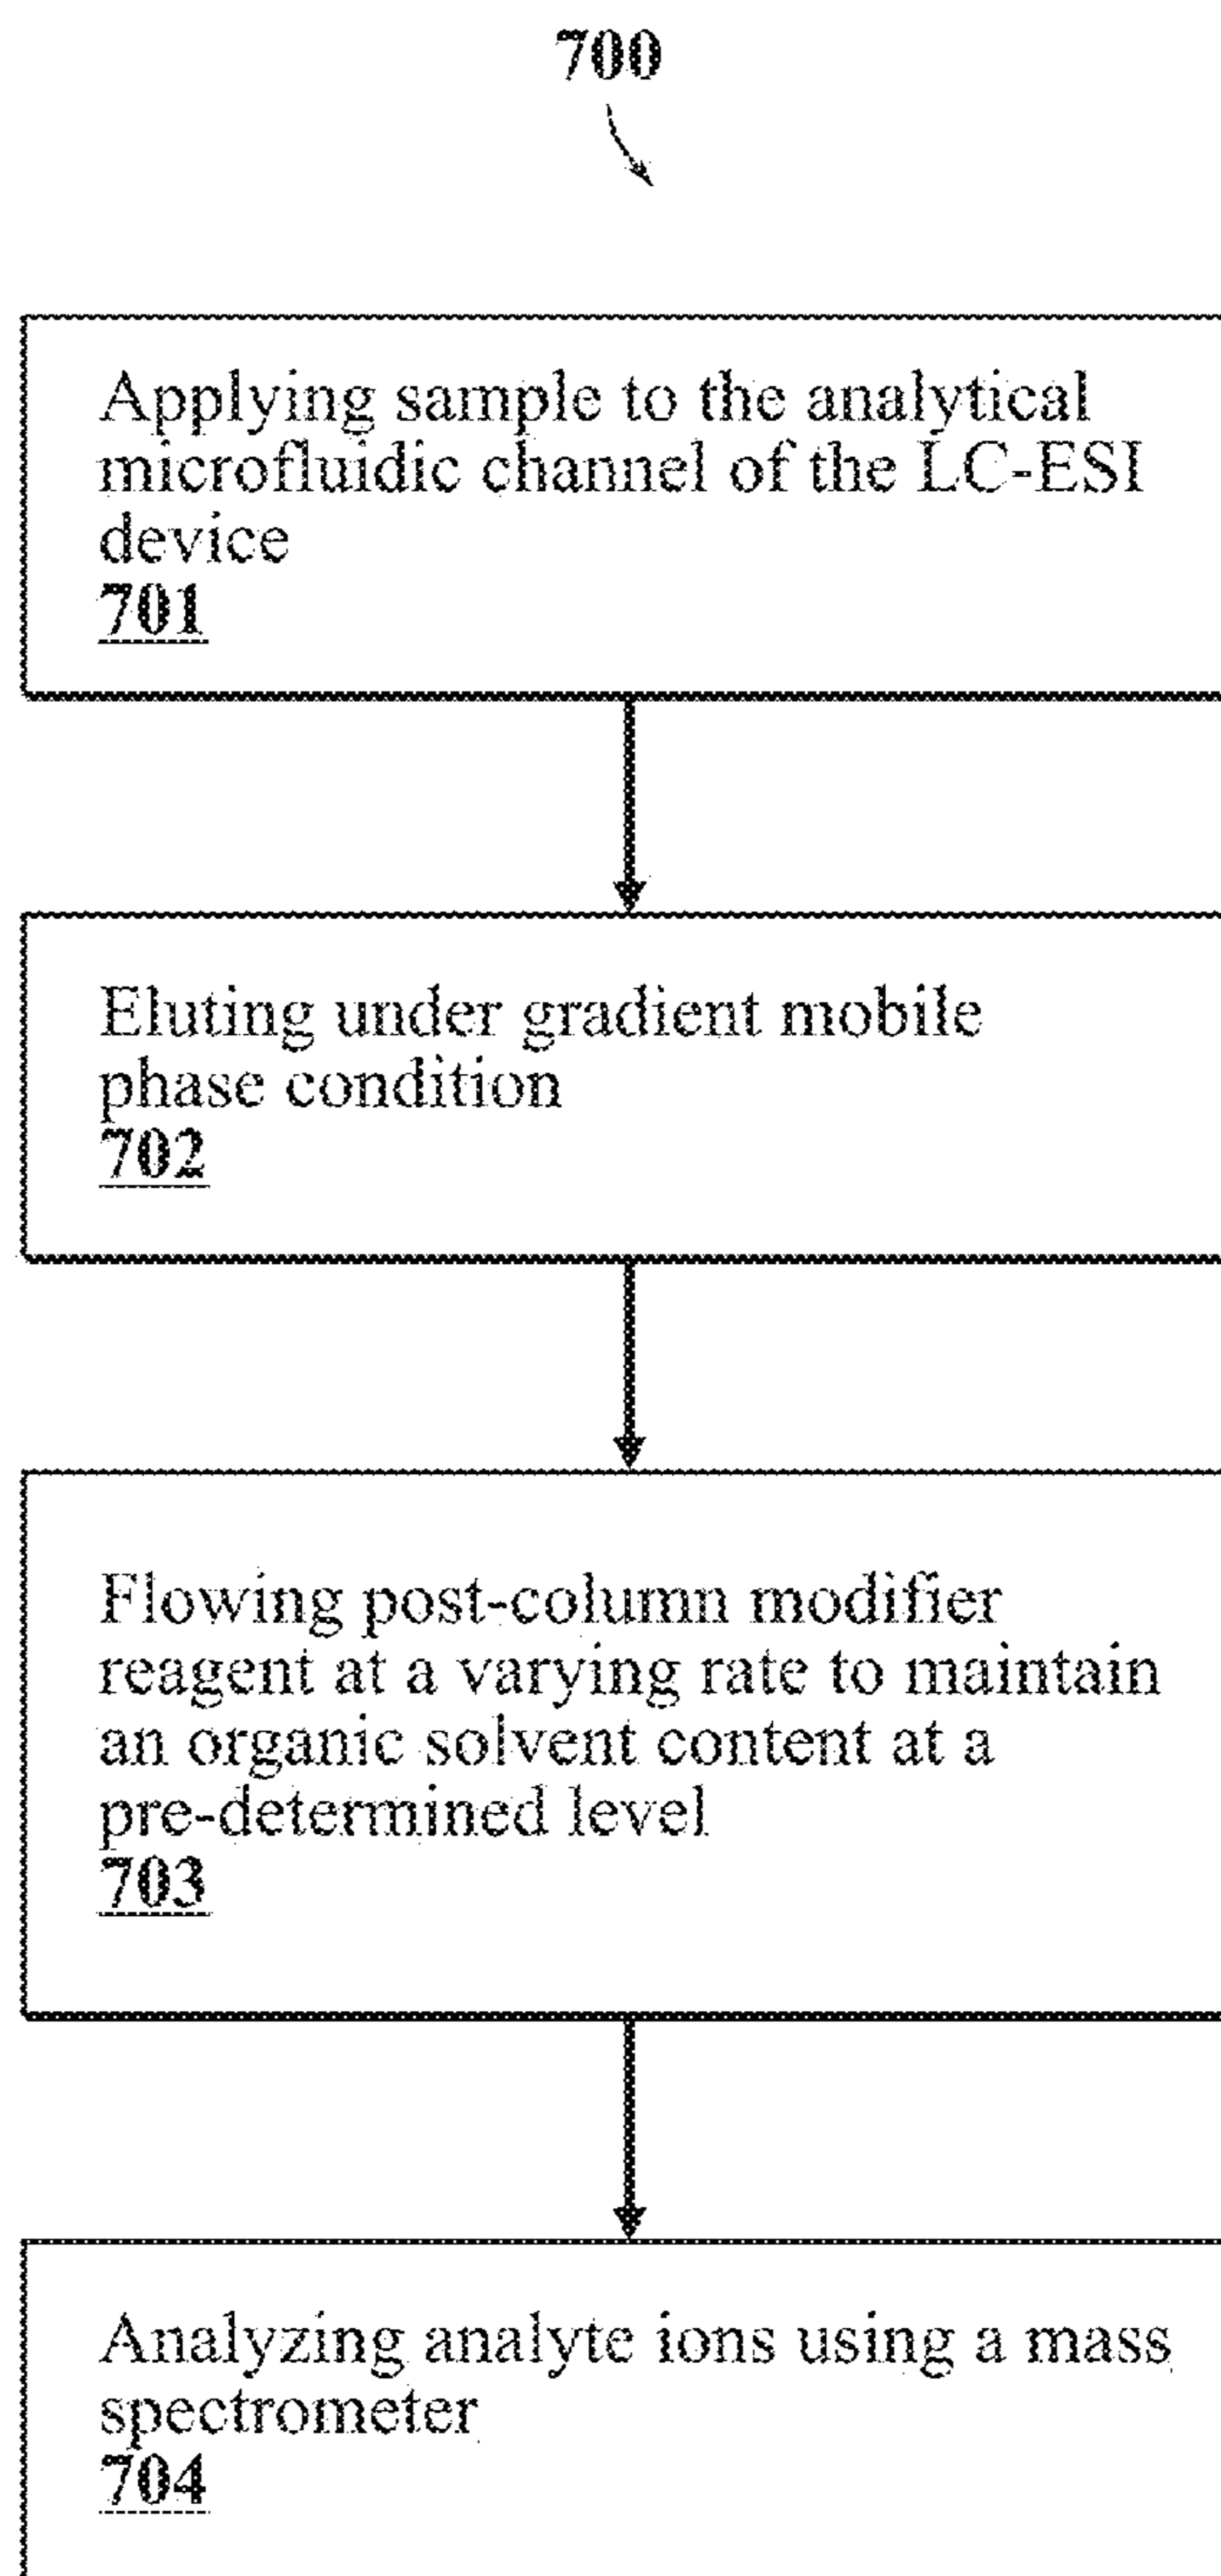 700
Applying sample to the analytical
microfluidic channel of the LC-ESI
device
701
Eluting under gradient mobile
phase condition
702
Flowing post-column modifier
reagent at a varying rate to maintain
an organic solvent content at a
pre-determined level
703
Analyzing analyte ions using a mass
spectrometer
704